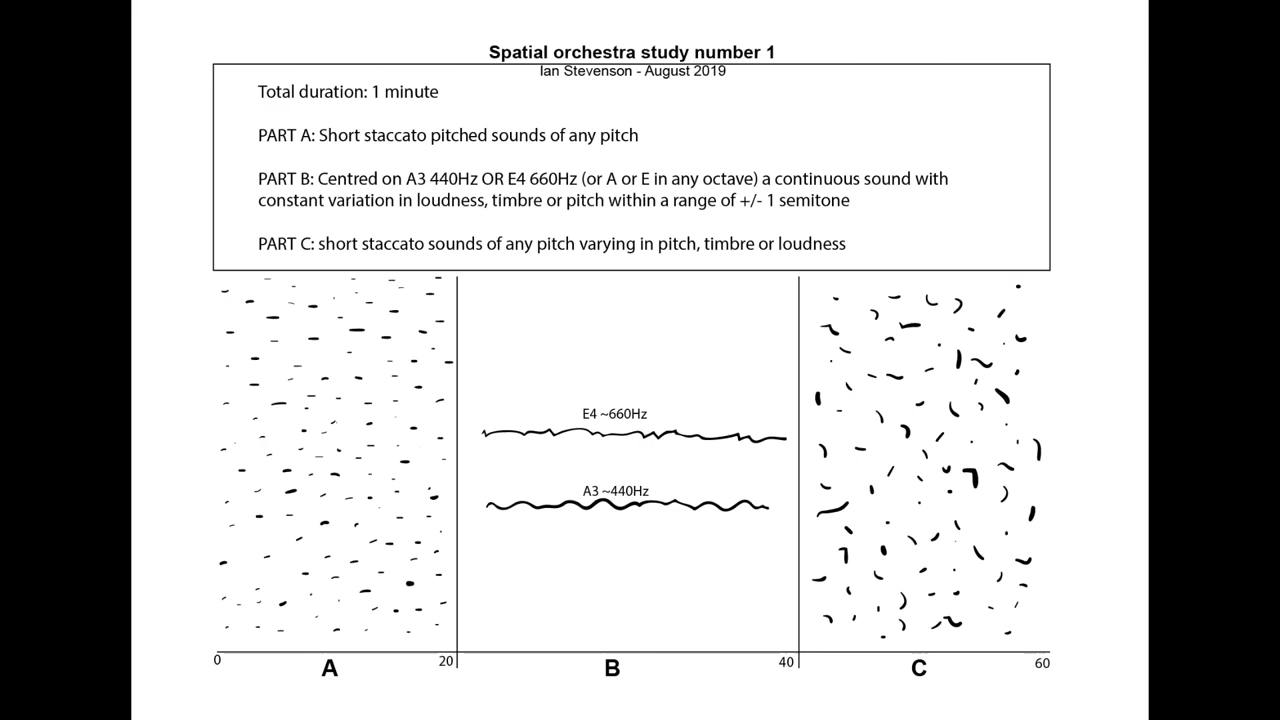 Spatial orchestra study number 1
Ian Stevenson - August 2019
Total duration: 1 minute
PART A: Short staccato pitched sounds of any pitch
PART B: Centred on A3 440Hz OR E4 660Hz (or A or E in any octave) a continuous sound with
constant variation in loudness, timbre or pitch within a range of +/- 1 semitone
PART C: short staccato sounds of any pitch varying in pitch, timbre or loudness
E4 ~660Hz
A3 ~440Hz
0 20 40 60
A B C